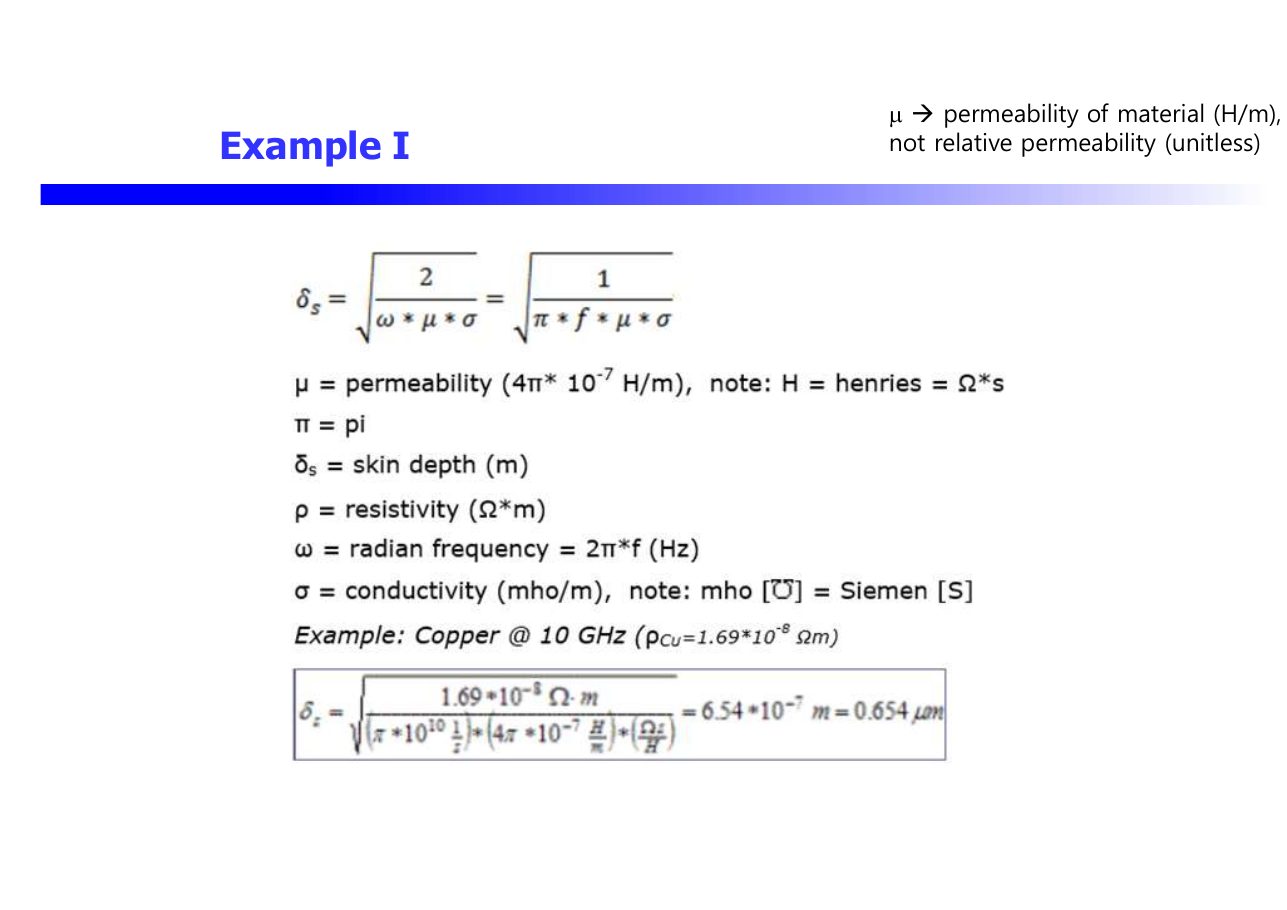 μ → permeability of material (H/m),
not relative permeability (unitless)
Example I
δₛ = √(2 / (ω * μ * σ)) = √(1 / (π * f * μ * σ))
μ = permeability (4π* 10⁻⁷ H/m), note: H = henries = Ω*s
π = pi
δₛ = skin depth (m)
ρ = resistivity (Ω*m)
ω = radian frequency = 2π*f (Hz)
σ = conductivity (mho/m), note: mho [℧] = Siemen [S]
Example: Copper @ 10 GHz (ρCu=1.69*10⁻⁸ Ωm)
δₛ = √(1.69*10⁻⁸ Ω·m / ((π*10¹⁰ 1/s)*(4π*10⁻⁷ H/m)*(Ωs/H))) = 6.54*10⁻⁷ m = 0.654 μm